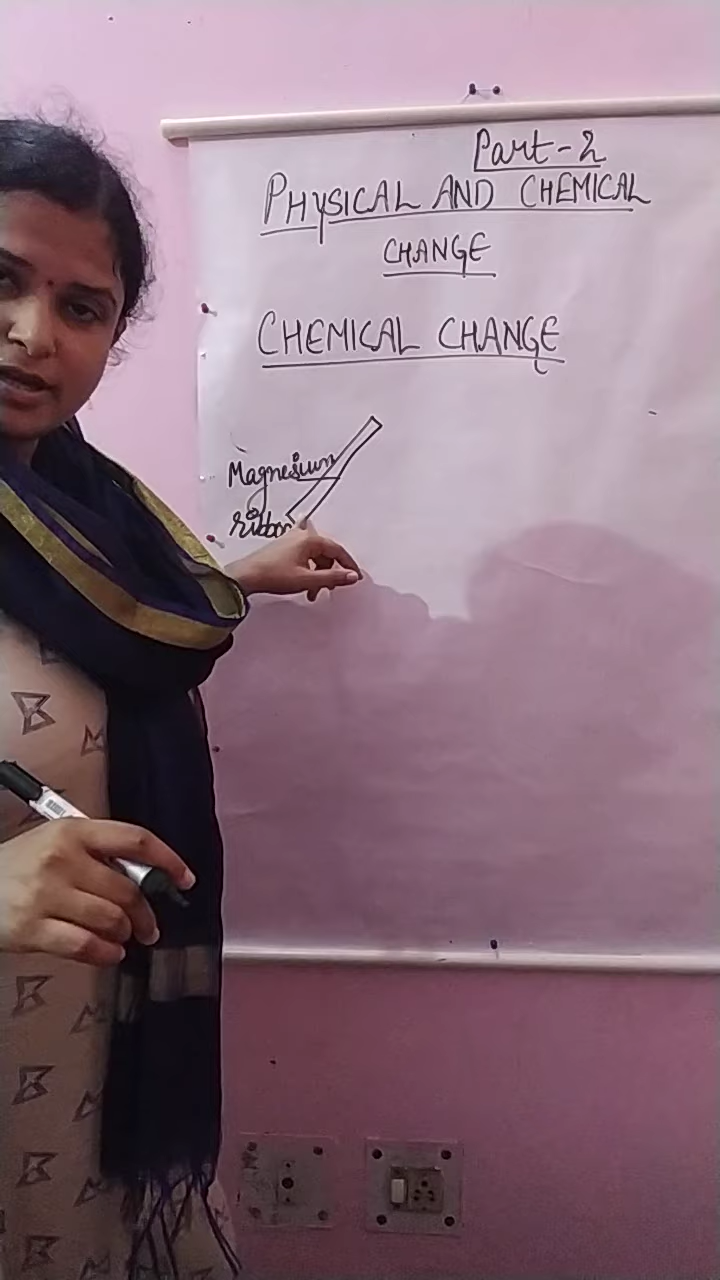 Part-2
PHYSICAL AND CHEMICAL
CHANGE
CHEMICAL CHANGE
Magnesium
ribbon